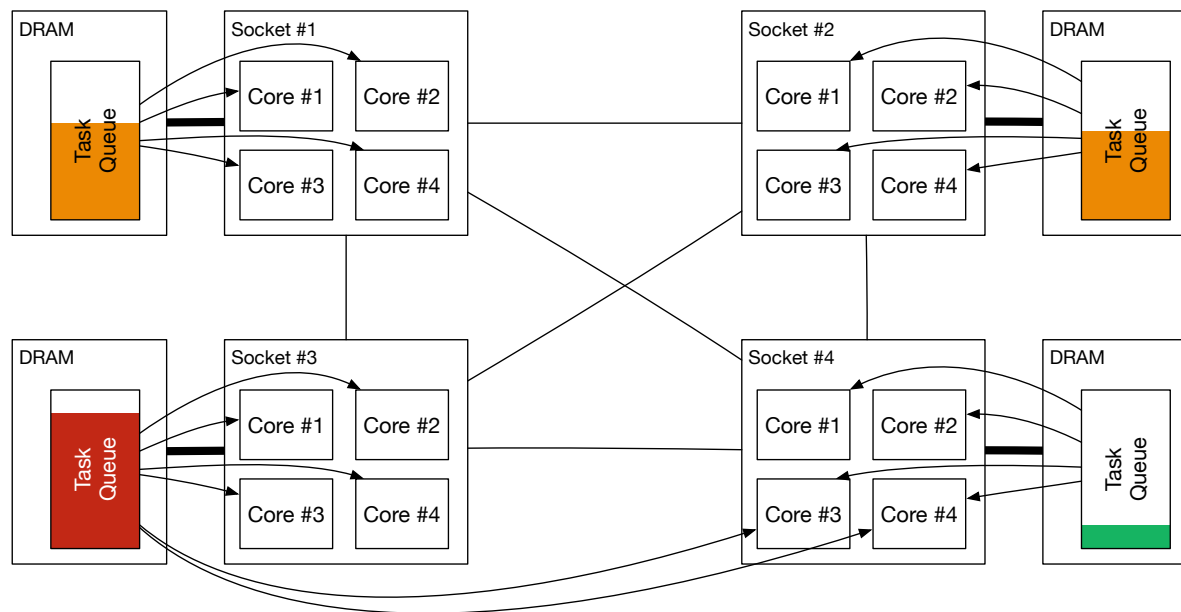 DRAM
Task
Queue
Socket #1
Core #1
Core #2
Core #3
Core #4
Socket #2
Core #1
Core #2
Core #3
Core #4
DRAM
Task
Queue
DRAM
Task
Queue
Socket #3
Core #1
Core #2
Core #3
Core #4
Socket #4
Core #1
Core #2
Core #3
Core #4
DRAM
Task
Queue